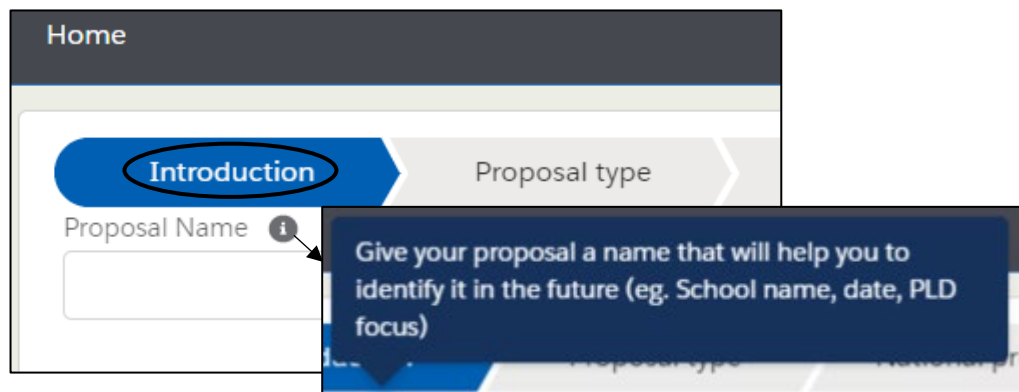 Home
Introduction
Proposal type
Proposal Name
Give your proposal a name that will help you to
identify it in the future (eg. School name, date, PLD
focus)